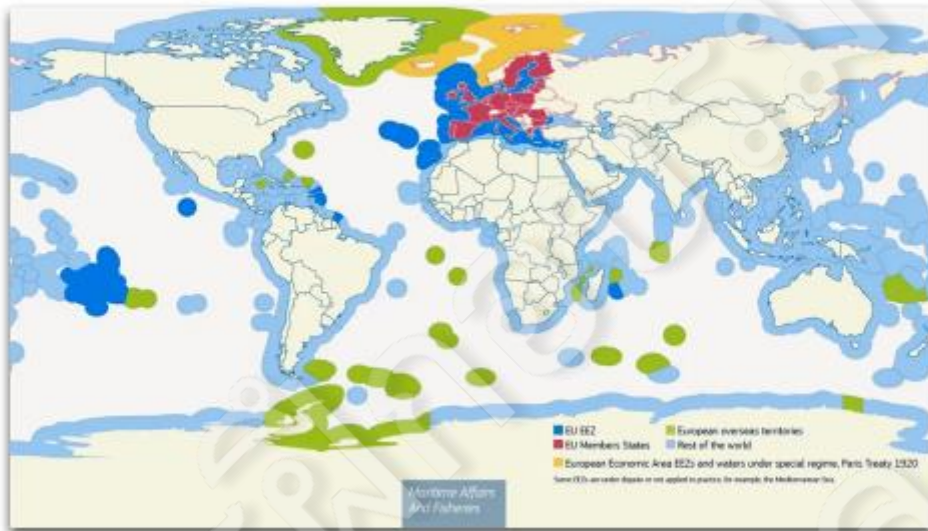 EU EEZ
European overseas territories
EU Members States
Rest of the world
European Economic Area EEZs and waters under special regime, Paris Treaty 1920
Some EEZs are under dispute or not applied in practice, for example, the Mediterranean Sea.
Maritime Affairs
And Fisheries